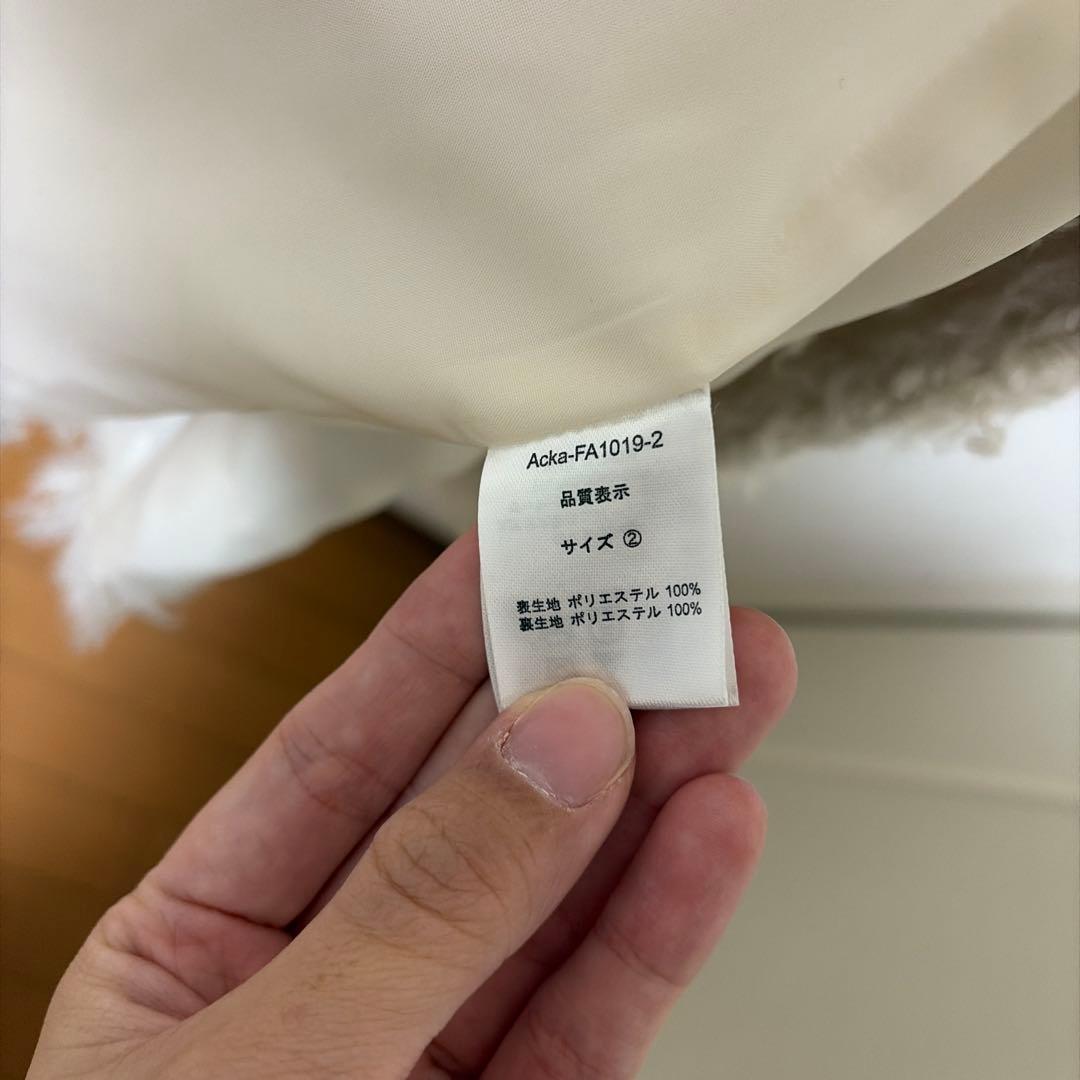 Acka-FA1019-2
品質表示
サイズ ②
表生地 ポリエステル 100%
裏生地 ポリエステル 100%